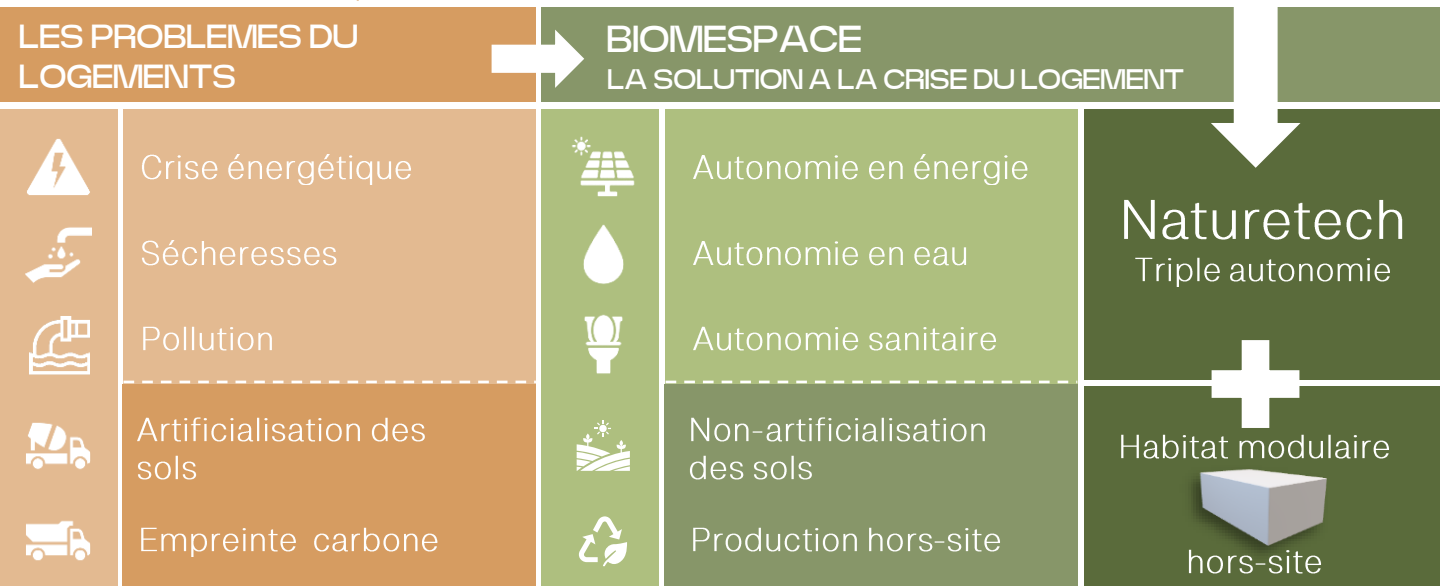 LES PROBLEMES DU
LOGEMENTS
BIOMESPACE
LA SOLUTION A LA CRISE DU LOGEMENT
Crise énergétique
Sécheresses
Pollution
Artificialisation des
sols
Empreinte carbone
Autonomie en énergie
Autonomie en eau
Autonomie sanitaire
Non-artificialisation
des sols
Production hors-site
Naturetech
Triple autonomie
Habitat modulaire
hors-site